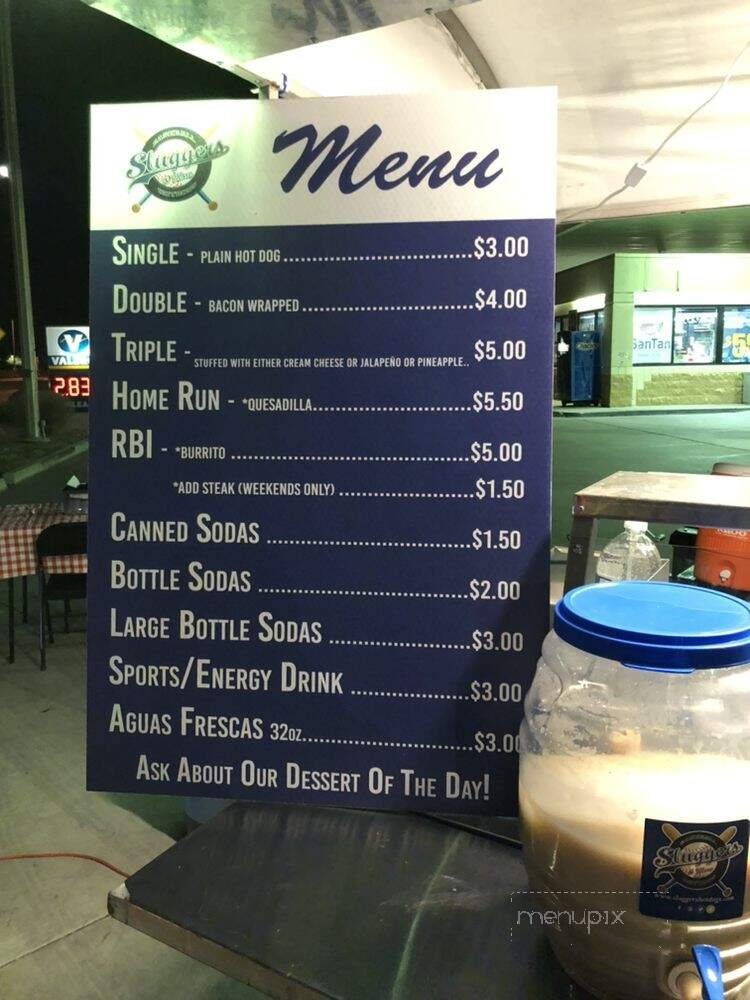 Sluggers
Menu
SINGLE - PLAIN HOT DOG.....$3.00
DOUBLE - BACON WRAPPED.....$4.00
TRIPLE - STUFFED WITH EITHER CREAM CHEESE OR JALAPEÑO OR PINEAPPLE.. $5.00
HOME RUN - *QUESADILLA.....$5.50
RBI - *BURRITO.....$5.00
*ADD STEAK (WEEKENDS ONLY).....$1.50
CANNED SODAS.....$1.50
BOTTLE SODAS.....$2.00
LARGE BOTTLE SODAS.....$3.00
SPORTS/ENERGY DRINK.....$3.00
AGUAS FRESCAS 32OZ.....$3.00
ASK ABOUT OUR DESSERT OF THE DAY!
2.83
SanTan
Sluggers
menupix